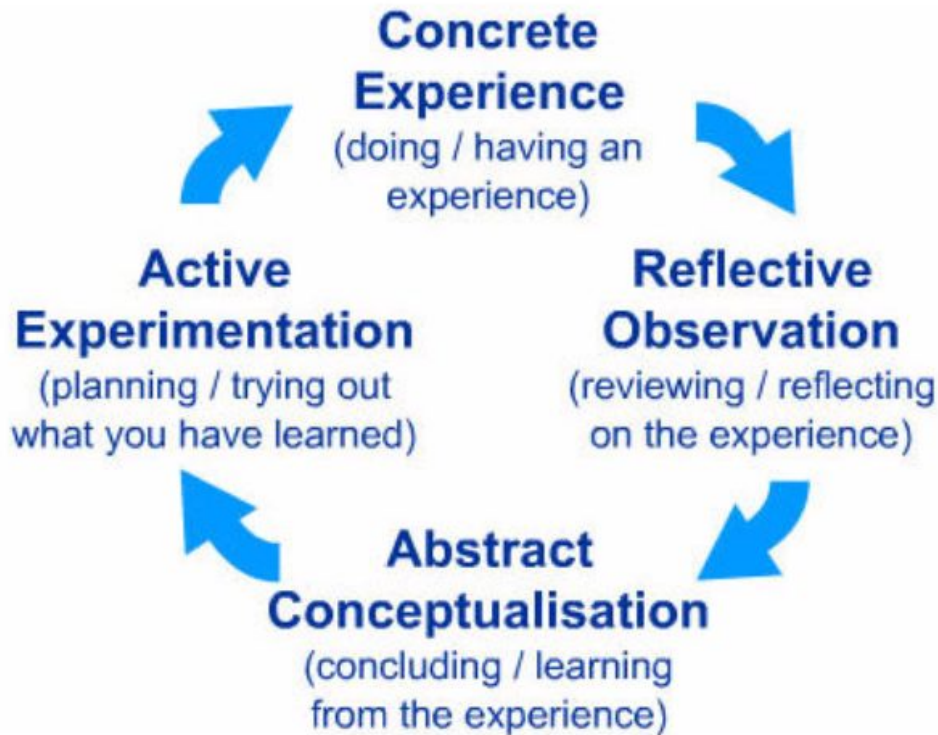 Concrete
Experience
(doing / having an
experience)
Active
Experimentation
(planning / trying out
what you have learned)
Reflective
Observation
(reviewing / reflecting
on the experience)
Abstract
Conceptualisation
(concluding / learning
from the experience)